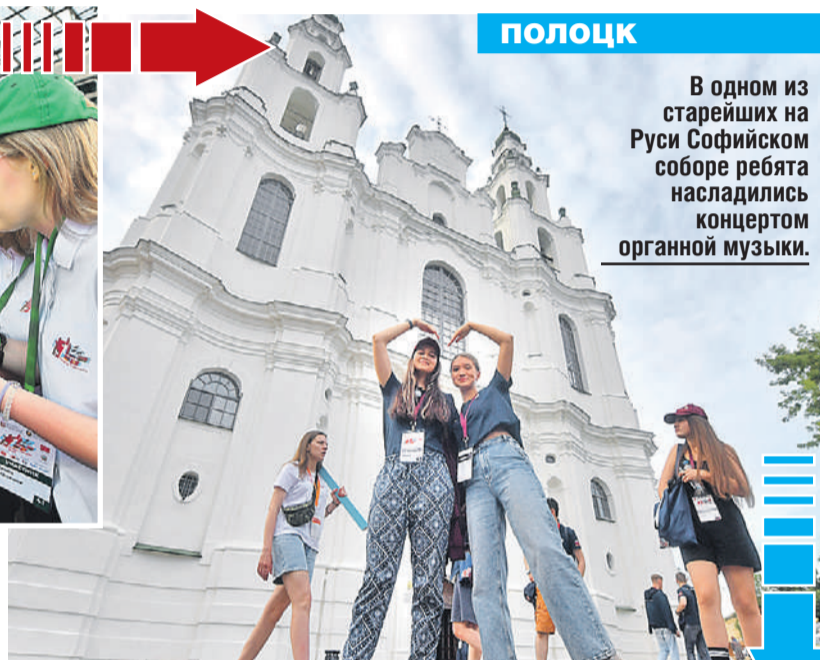 ПОЛОЦК
В одном из
старейших на
Руси Софийском
соборе ребята
насладились
концертом
органной музыки.